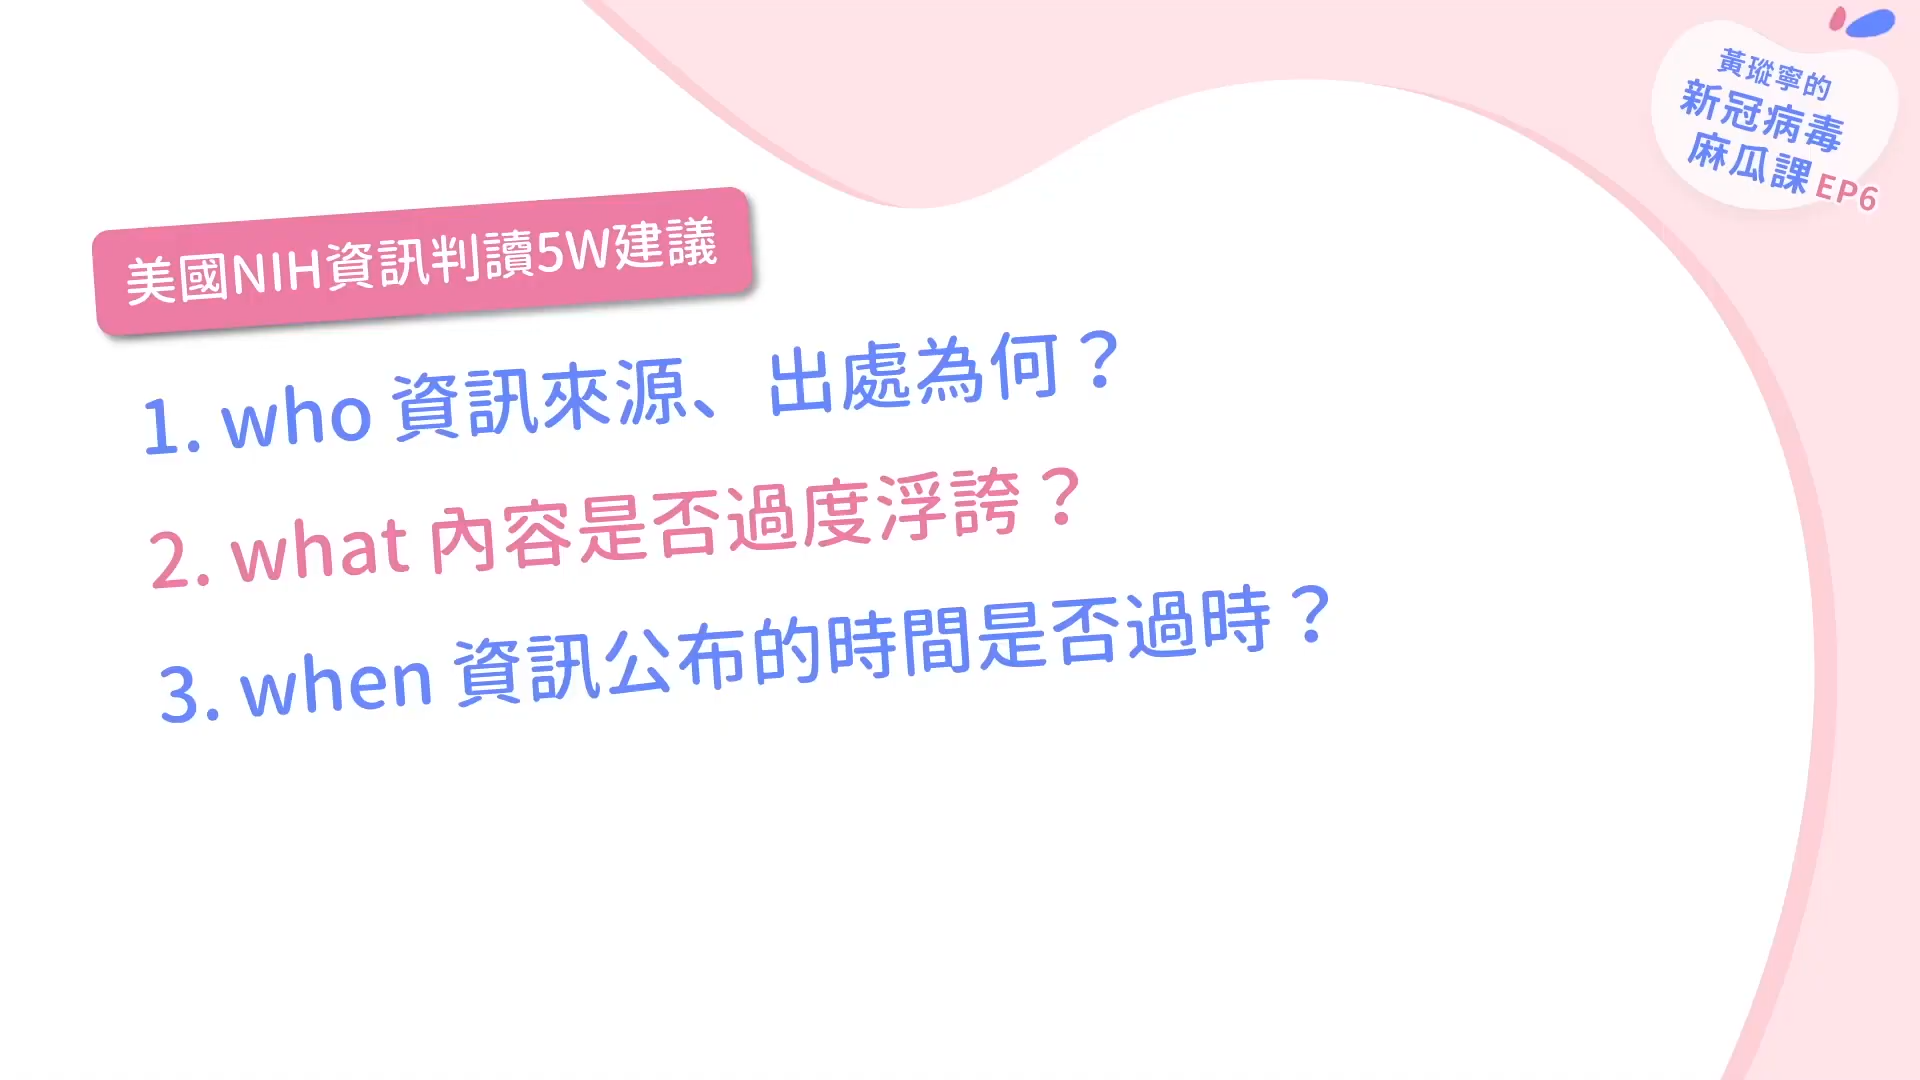 黃瑽寧的
新冠病毒
麻瓜課EP6
美國NIH資訊判讀5W建議
1. who 資訊來源、出處為何？
2. what 內容是否過度浮誇？
3. when 資訊公布的時間是否過時？